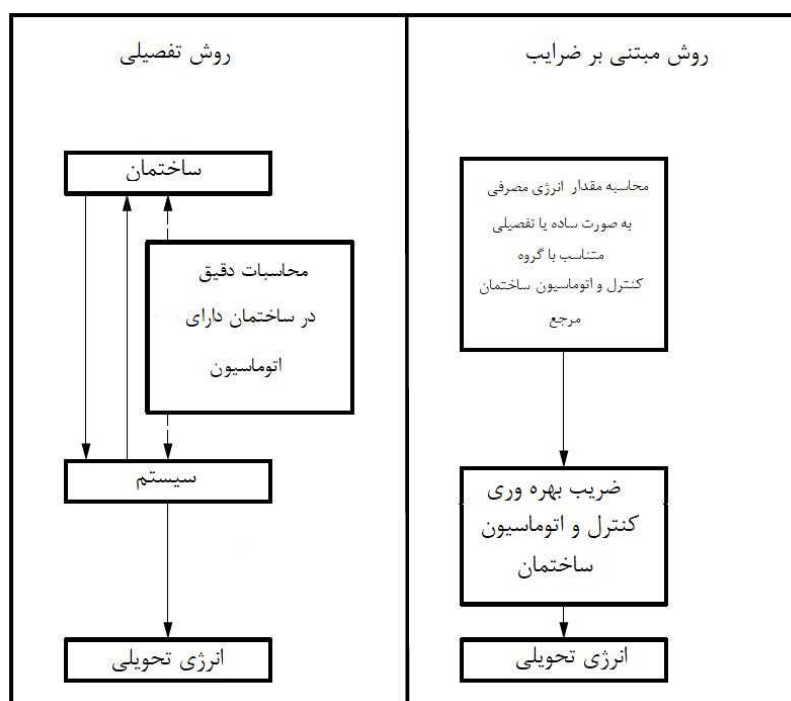 روش مبتنی بر ضرایب
محاسبه مقدار انرژی مصرفی
به صورت ساده یا تفصیلی
متناسب با گروه
کنترل و اتوماسیون ساختمان
مرجع
ضریب بهره وری
کنترل و اتوماسیون
ساختمان
انرژی تحویلی
روش تفصیلی
ساختمان
محاسبات دقیق
در ساختمان دارای
اتوماسیون
سیستم
انرژی تحویلی